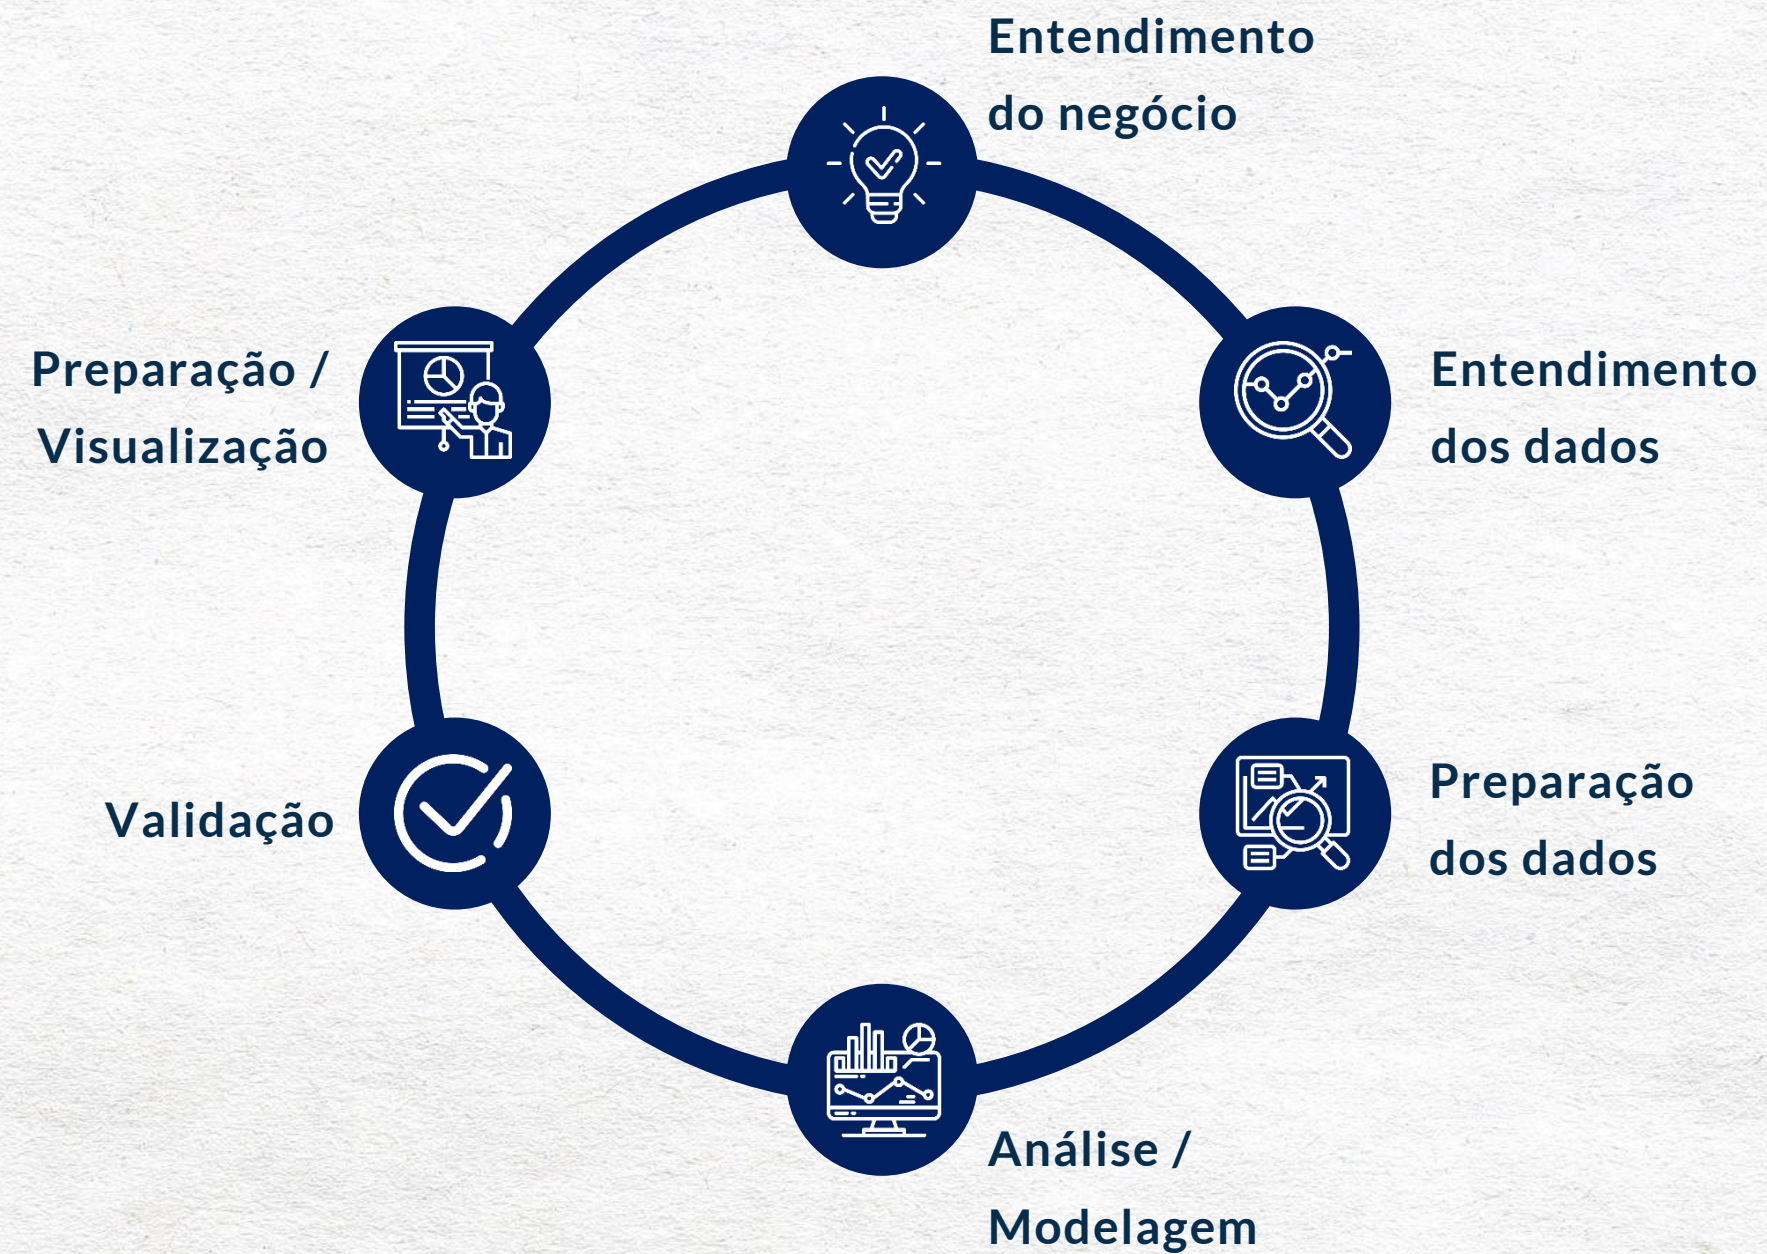 Entendimento
do negócio
Entendimento
dos dados
Preparação
dos dados
Análise /
Modelagem
Validação
Preparação /
Visualização